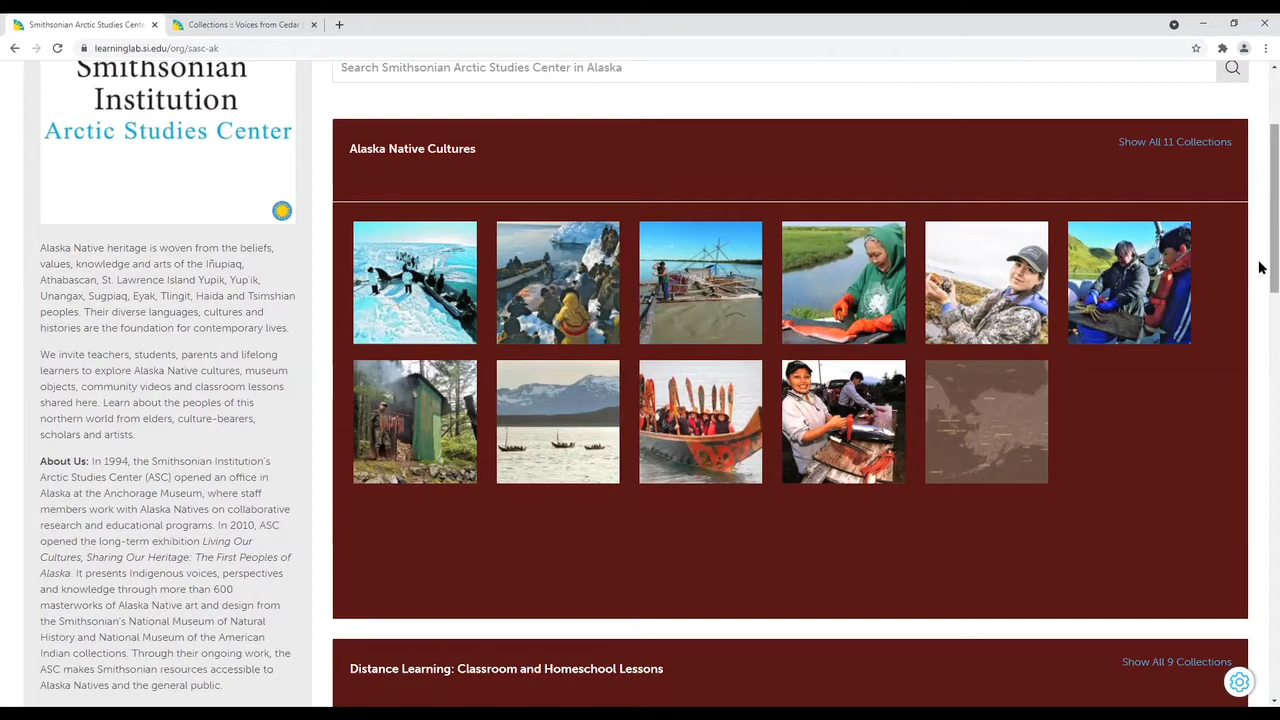 Smithsonian Arctic Studies Cente
Collections :: Voices from Cedar
learninglab.si.edu/org/sasc-ak
Smithsonian
Institution
Arctic Studies Center
Alaska Native heritage is woven from the beliefs,
values, knowledge and arts of the Iñupiaq,
Athabascan, St. Lawrence Island Yupik, Yup'ik,
Unangax, Sugpiaq, Eyak, Tlingit, Haida and Tsimshian
peoples. Their diverse languages, cultures and
histories are the foundation for contemporary lives.
We invite teachers, students, parents and lifelong
learners to explore Alaska Native cultures, museum
objects, community videos and classroom lessons
shared here. Learn about the peoples of this
northern world from elders, culture-bearers,
scholars and artists.
About Us: In 1994, the Smithsonian Institution's
Arctic Studies Center (ASC) opened an office in
Alaska at the Anchorage Museum, where staff
members work with Alaska Natives on collaborative
research and educational programs. In 2010, ASC
opened the long-term exhibition Living Our
Cultures, Sharing Our Heritage: The First Peoples of
Alaska. It presents Indigenous voices, perspectives
and knowledge through more than 600
masterworks of Alaska Native art and design from
the Smithsonian's National Museum of Natural
History and National Museum of the American
Indian collections. Through their ongoing work, the
ASC makes Smithsonian resources accessible to
Alaska Natives and the general public.
Search Smithsonian Arctic Studies Center in Alaska
Alaska Native Cultures
Show All 11 Collections
Distance Learning: Classroom and Homeschool Lessons
Show All 9 Collections